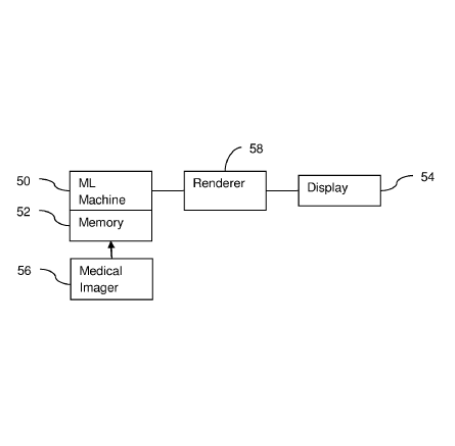 58
50
ML
Machine
Renderer
Display
54
52
Memory
56
Medical
Imager